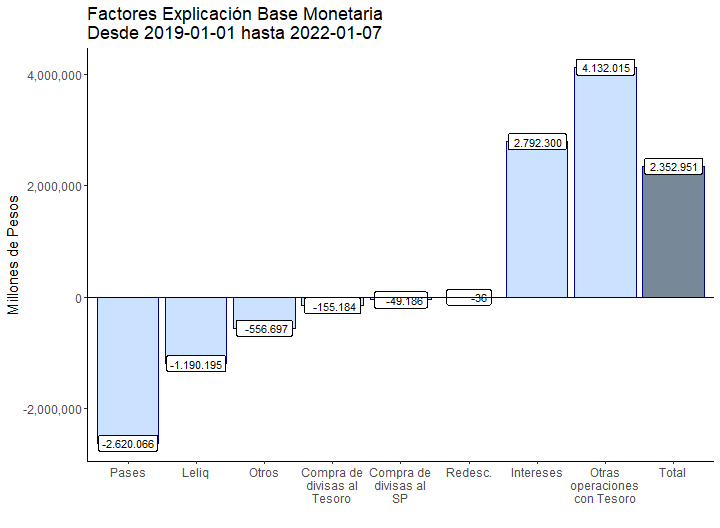 Factores Explicación Base Monetaria
Desde 2019-01-01 hasta 2022-01-07
Millones de Pesos
4,000,000
2,000,000
0
-2,000,000
-2.620.066
-1.190.195
-556.697
-155.184
-49.186
-36
2.792.300
4.132.015
2.352.951
Pases
Leliq
Otros
Compra de
divisas al
Tesoro
Compra de
divisas al
SP
Redesc.
Intereses
Otras
operaciones
con Tesoro
Total